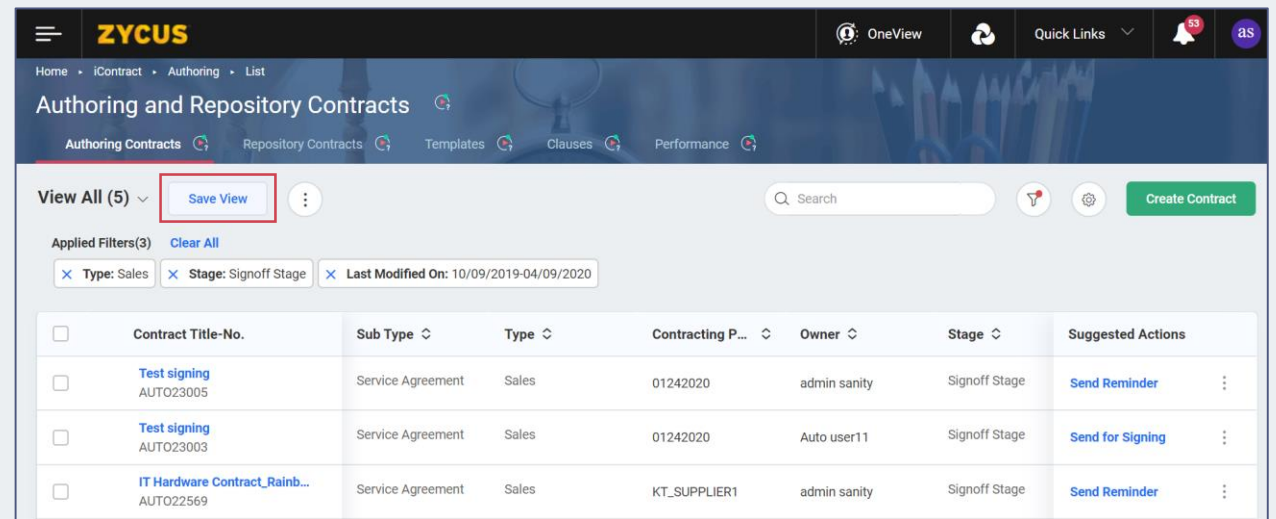 ZYCUS OneView Quick Links 53 as
Home ▸ iContract ▸ Authoring ▸ List
Authoring and Repository Contracts
Authoring Contracts Repository Contracts Templates Clauses Performance
View All (5) Save View Search Create Contract
Applied Filters(3) Clear All
× Type: Sales × Stage: Signoff Stage × Last Modified On: 10/09/2019-04/09/2020
Contract Title-No. Sub Type Type Contracting P... Owner Stage Suggested Actions
Test signing Service Agreement Sales 01242020 admin sanity Signoff Stage Send Reminder
AUTO23005
Test signing Service Agreement Sales 01242020 Auto user11 Signoff Stage Send for Signing
AUTO23003
IT Hardware Contract_Rainb... Service Agreement Sales KT_SUPPLIER1 admin sanity Signoff Stage Send Reminder
AUTO22569